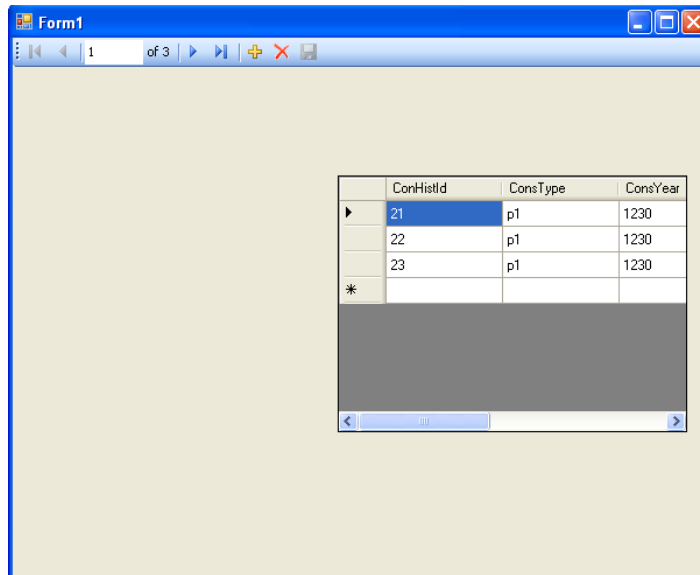 Form1
1 of 3
ConHistId ConsType ConsYear
21 p1 1230
22 p1 1230
23 p1 1230